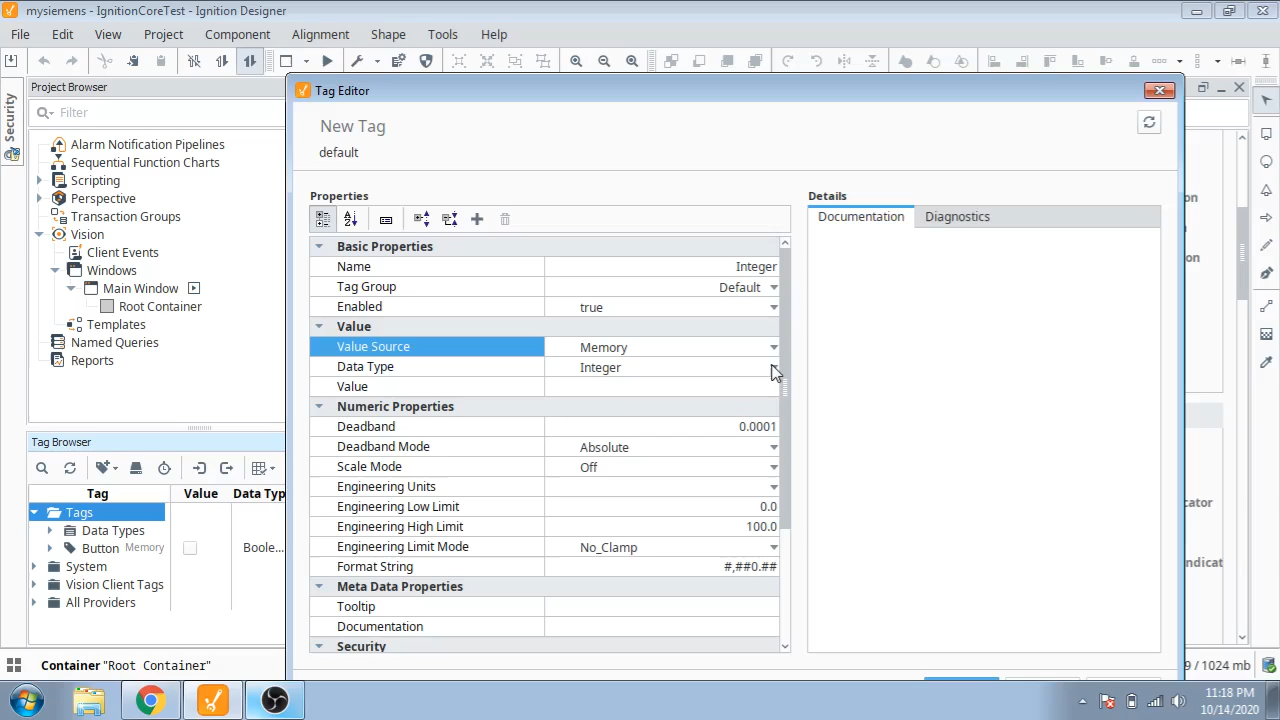 mysiemens - IgnitionCoreTest - Ignition Designer
File Edit View Project Component Alignment Shape Tools Help
Security
Project Browser
Filter
Alarm Notification Pipelines
Sequential Function Charts
Scripting
Perspective
Transaction Groups
Vision
Client Events
Windows
Main Window
Root Container
Templates
Named Queries
Reports
Tag Browser
Tag Value Data Typ
Tags
Data Types
Button Memory Boole...
System
Vision Client Tags
All Providers
Tag Editor
New Tag
default
Properties
Basic Properties
Name Integer
Tag Group Default
Enabled true
Value
Value Source Memory
Data Type Integer
Value
Numeric Properties
Deadband 0.0001
Deadband Mode Absolute
Scale Mode Off
Engineering Units
Engineering Low Limit 0.0
Engineering High Limit 100.0
Engineering Limit Mode No_Clamp
Format String #,##0.##
Meta Data Properties
Tooltip
Documentation
Security
Details
Documentation Diagnostics
on
on
icator
ndicat
Container "Root Container"
9 / 1024 mb
11:18 PM
10/14/2020